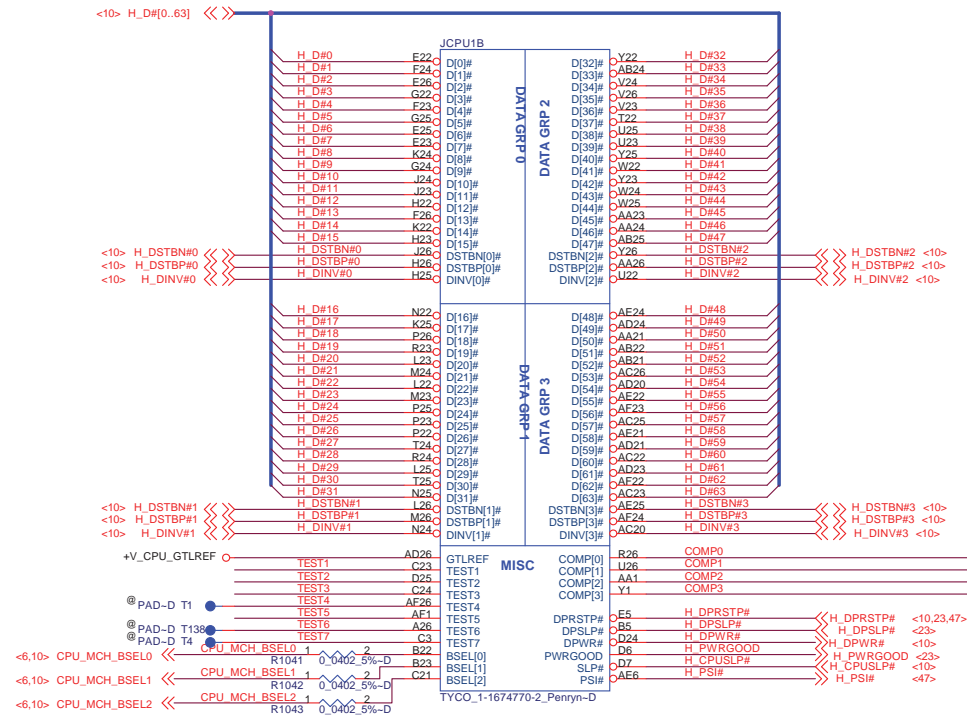 <10> H_D#[0..63]
JCPU1B
H_D#0 E22 D[0]# D[32]# Y22 H_D#32
H_D#1 F24 D[1]# D[33]# AB24 H_D#33
H_D#2 E26 D[2]# D[34]# V24 H_D#34
H_D#3 G22 D[3]# D[35]# V26 H_D#35
H_D#4 F23 D[4]# D[36]# V23 H_D#36
H_D#5 G25 D[5]# D[37]# T22 H_D#37
H_D#6 E25 D[6]# D[38]# U25 H_D#38
H_D#7 E23 D[7]# D[39]# U23 H_D#39
H_D#8 K24 D[8]# D[40]# Y25 H_D#40
H_D#9 G24 D[9]# D[41]# W22 H_D#41
H_D#10 J24 D[10]# D[42]# Y23 H_D#42
H_D#11 J23 D[11]# D[43]# W24 H_D#43
H_D#12 H22 D[12]# D[44]# W25 H_D#44
H_D#13 F26 D[13]# D[45]# AA23 H_D#45
H_D#14 K22 D[14]# D[46]# AA24 H_D#46
H_D#15 H23 D[15]# D[47]# AB25 H_D#47
<10> H_DSTBN#0 H_DSTBN#0 J26 DSTBN[0]# DSTBN[2]# Y26 H_DSTBN#2 H_DSTBN#2 <10>
<10> H_DSTBP#0 H_DSTBP#0 H26 DSTBP[0]# DSTBP[2]# AA26 H_DSTBP#2 H_DSTBP#2 <10>
<10> H_DINV#0 H_DINV#0 H25 DINV[0]# DINV[2]# U22 H_DINV#2 H_DINV#2 <10>
DATA GRP 0
DATA GRP 2
H_D#16 N22 D[16]# D[48]# AE24 H_D#48
H_D#17 K25 D[17]# D[49]# AD24 H_D#49
H_D#18 P26 D[18]# D[50]# AA21 H_D#50
H_D#19 R23 D[19]# D[51]# AB22 H_D#51
H_D#20 L23 D[20]# D[52]# AB21 H_D#52
H_D#21 M24 D[21]# D[53]# AC26 H_D#53
H_D#22 L22 D[22]# D[54]# AD20 H_D#54
H_D#23 M23 D[23]# D[55]# AE22 H_D#55
H_D#24 P25 D[24]# D[56]# AF23 H_D#56
H_D#25 P23 D[25]# D[57]# AC25 H_D#57
H_D#26 P22 D[26]# D[58]# AE21 H_D#58
H_D#27 T24 D[27]# D[59]# AD21 H_D#59
H_D#28 R24 D[28]# D[60]# AC22 H_D#60
H_D#29 L25 D[29]# D[61]# AD23 H_D#61
H_D#30 T25 D[30]# D[62]# AF22 H_D#62
H_D#31 N25 D[31]# D[63]# AC23 H_D#63
<10> H_DSTBN#1 H_DSTBN#1 L26 DSTBN[1]# DSTBN[3]# AE25 H_DSTBN#3 H_DSTBN#3 <10>
<10> H_DSTBP#1 H_DSTBP#1 M26 DSTBP[1]# DSTBP[3]# AF24 H_DSTBP#3 H_DSTBP#3 <10>
<10> H_DINV#1 H_DINV#1 N24 DINV[1]# DINV[3]# AC20 H_DINV#3 H_DINV#3 <10>
DATA GRP 1
DATA GRP 3
+V_CPU_GTLREF AD26 GTLREF MISC COMP[0] R26 COMP0
TEST1 C23 TEST1 COMP[1] U26 COMP1
TEST2 D25 TEST2 COMP[2] AA1 COMP2
TEST3 C24 TEST3 COMP[3] Y1 COMP3
@ PAD~D T1 TEST4 AF26 TEST4
TEST5 AF1 TEST5 DPRSTP# E5 H_DPRSTP# H_DPRSTP# <10,23,47>
@ PAD~D T138 TEST6 A26 TEST6 DPSLP# B5 H_DPSLP# H_DPSLP# <23>
@ PAD~D T4 TEST7 C3 TEST7 DPWR# D24 H_DPWR# H_DPWR# <10>
<6,10> CPU_MCH_BSEL0 CPU_MCH_BSEL0 1 2 B22 BSEL[0] PWRGOOD D6 H_PWRGOOD H_PWRGOOD <23>
R1041 0_0402_5%~D
B23 BSEL[1] SLP# D7 H_CPUSLP# H_CPUSLP# <10>
<6,10> CPU_MCH_BSEL1 CPU_MCH_BSEL1 1 2 C21 BSEL[2] PSI# AE6 H_PSI# H_PSI# <47>
R1042 0_0402_5%~D
<6,10> CPU_MCH_BSEL2 CPU_MCH_BSEL2 1 2
R1043 0_0402_5%~D
TYCO_1-1674770-2_Penryn~D